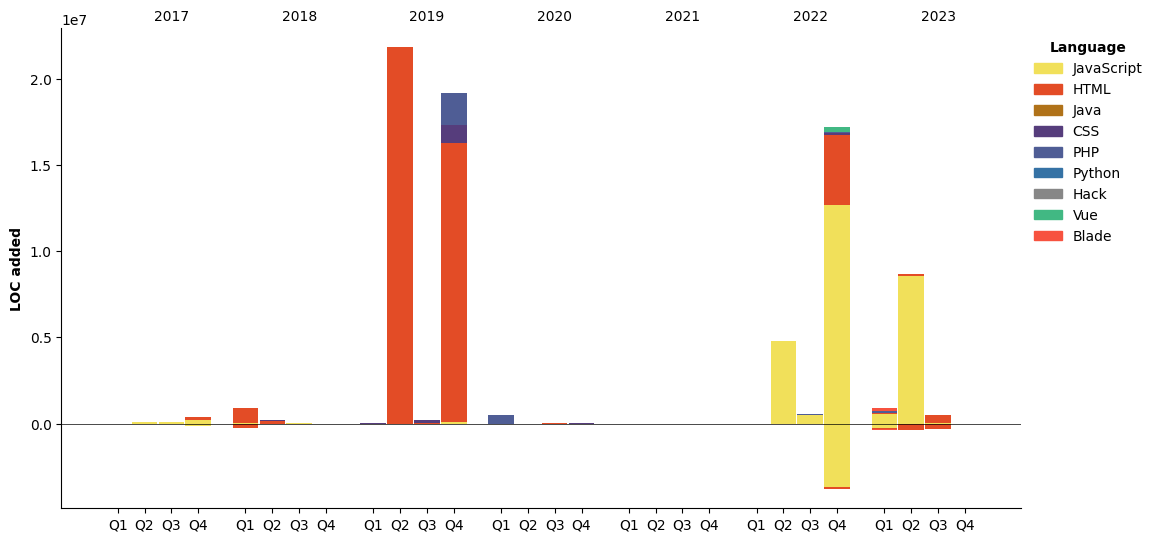 1e7
2017 2018 2019 2020 2021 2022 2023
LOC added
2.0
1.5
1.0
0.5
0.0
Q1 Q2 Q3 Q4 Q1 Q2 Q3 Q4 Q1 Q2 Q3 Q4 Q1 Q2 Q3 Q4 Q1 Q2 Q3 Q4 Q1 Q2 Q3 Q4 Q1 Q2 Q3 Q4
Language
JavaScript
HTML
Java
CSS
PHP
Python
Hack
Vue
Blade